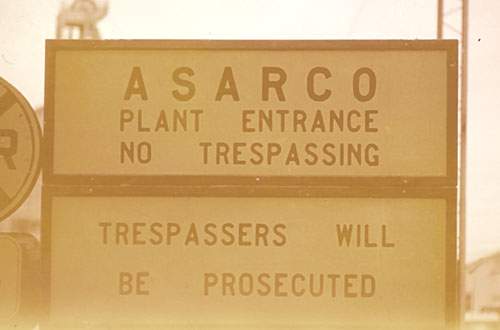 ASARCO
PLANT ENTRANCE
NO TRESPASSING
TRESPASSERS WILL
BE PROSECUTED
R